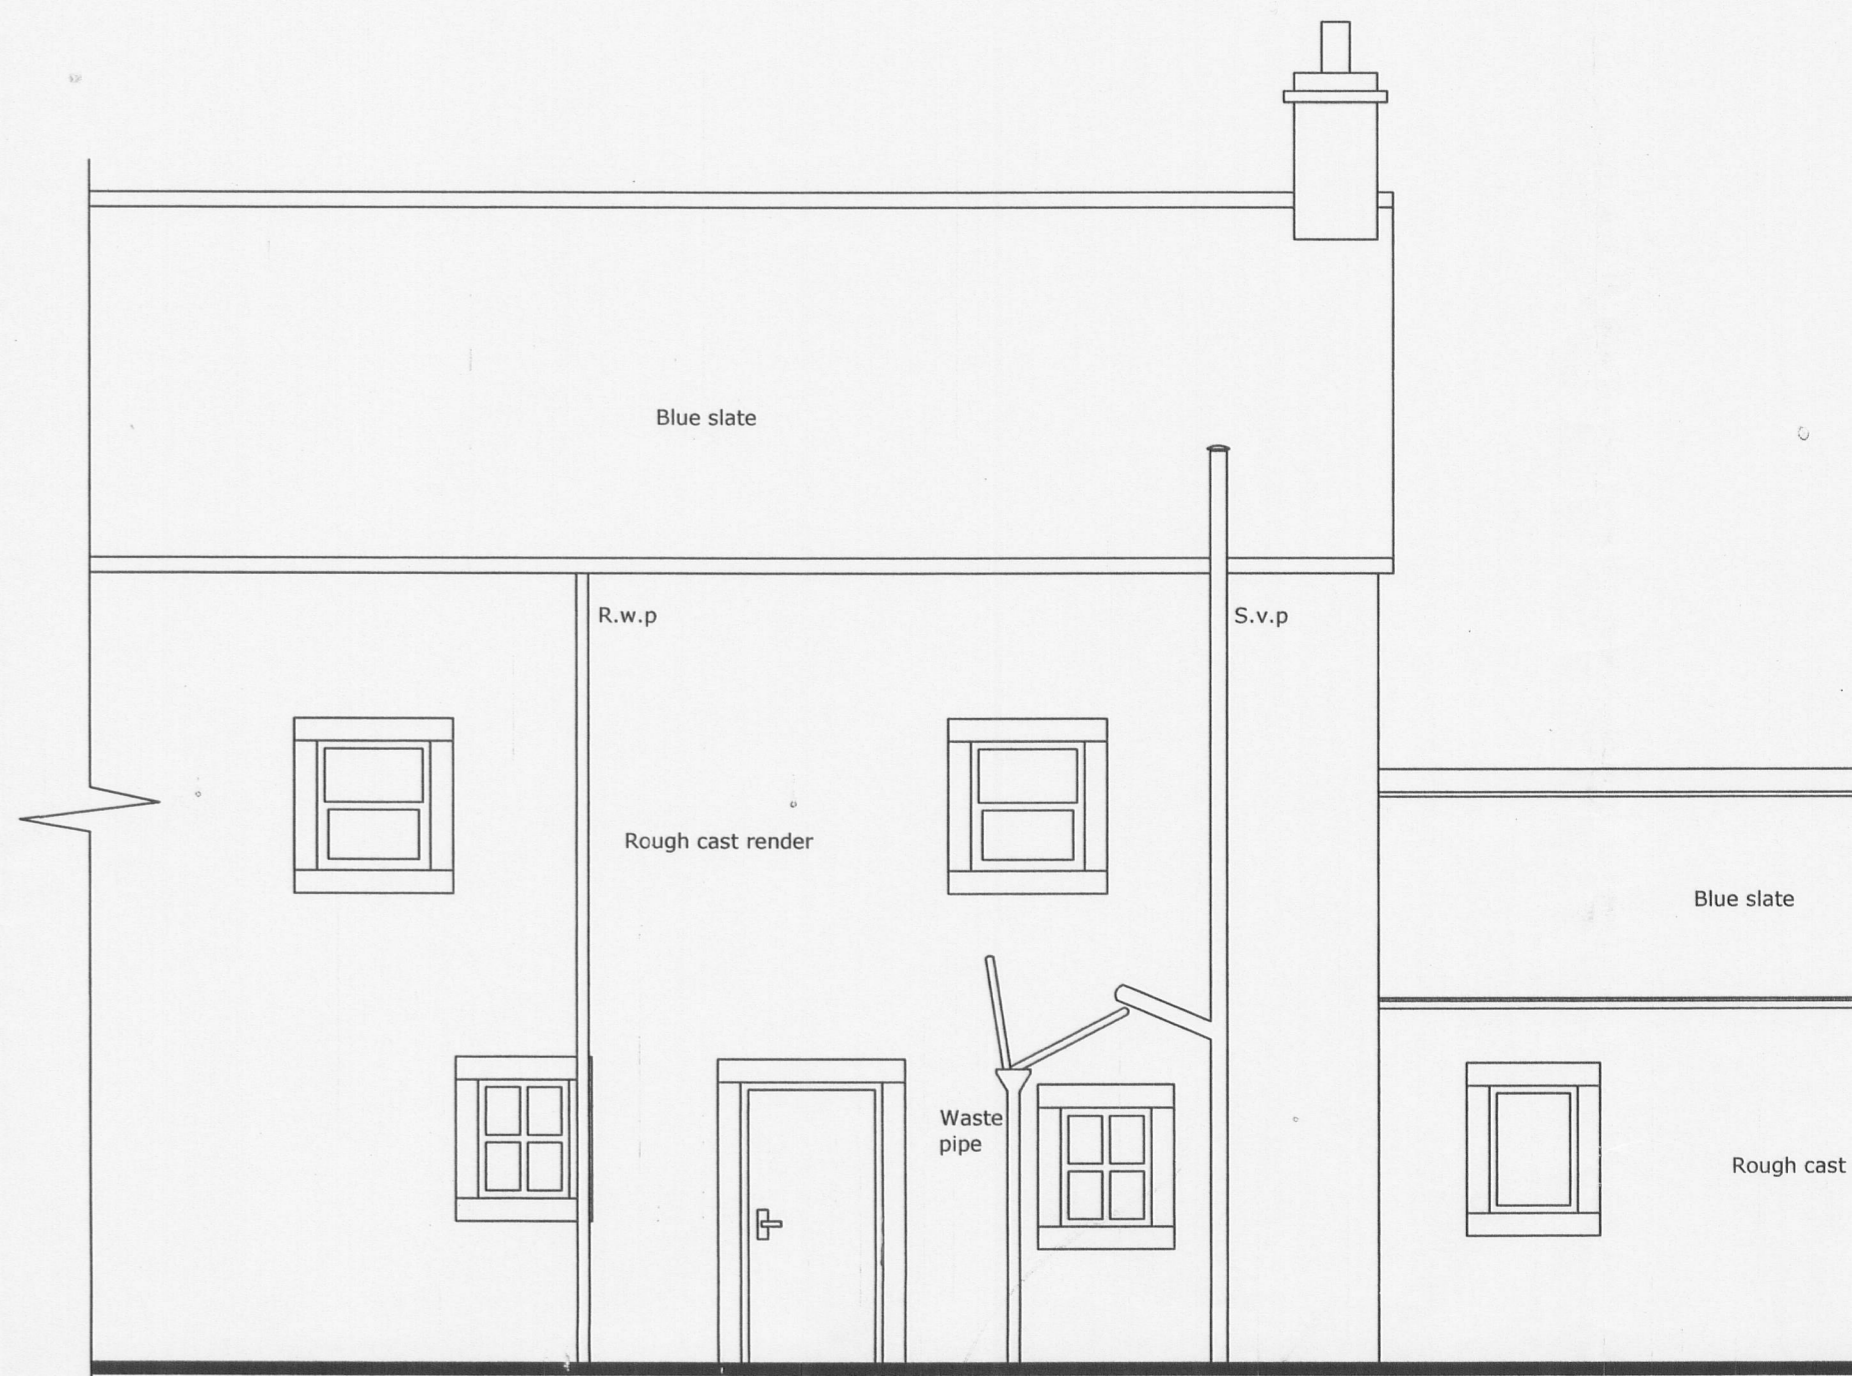 Blue slate
R.w.p
S.v.p
Rough cast render
Blue slate
Waste
pipe
Rough cast